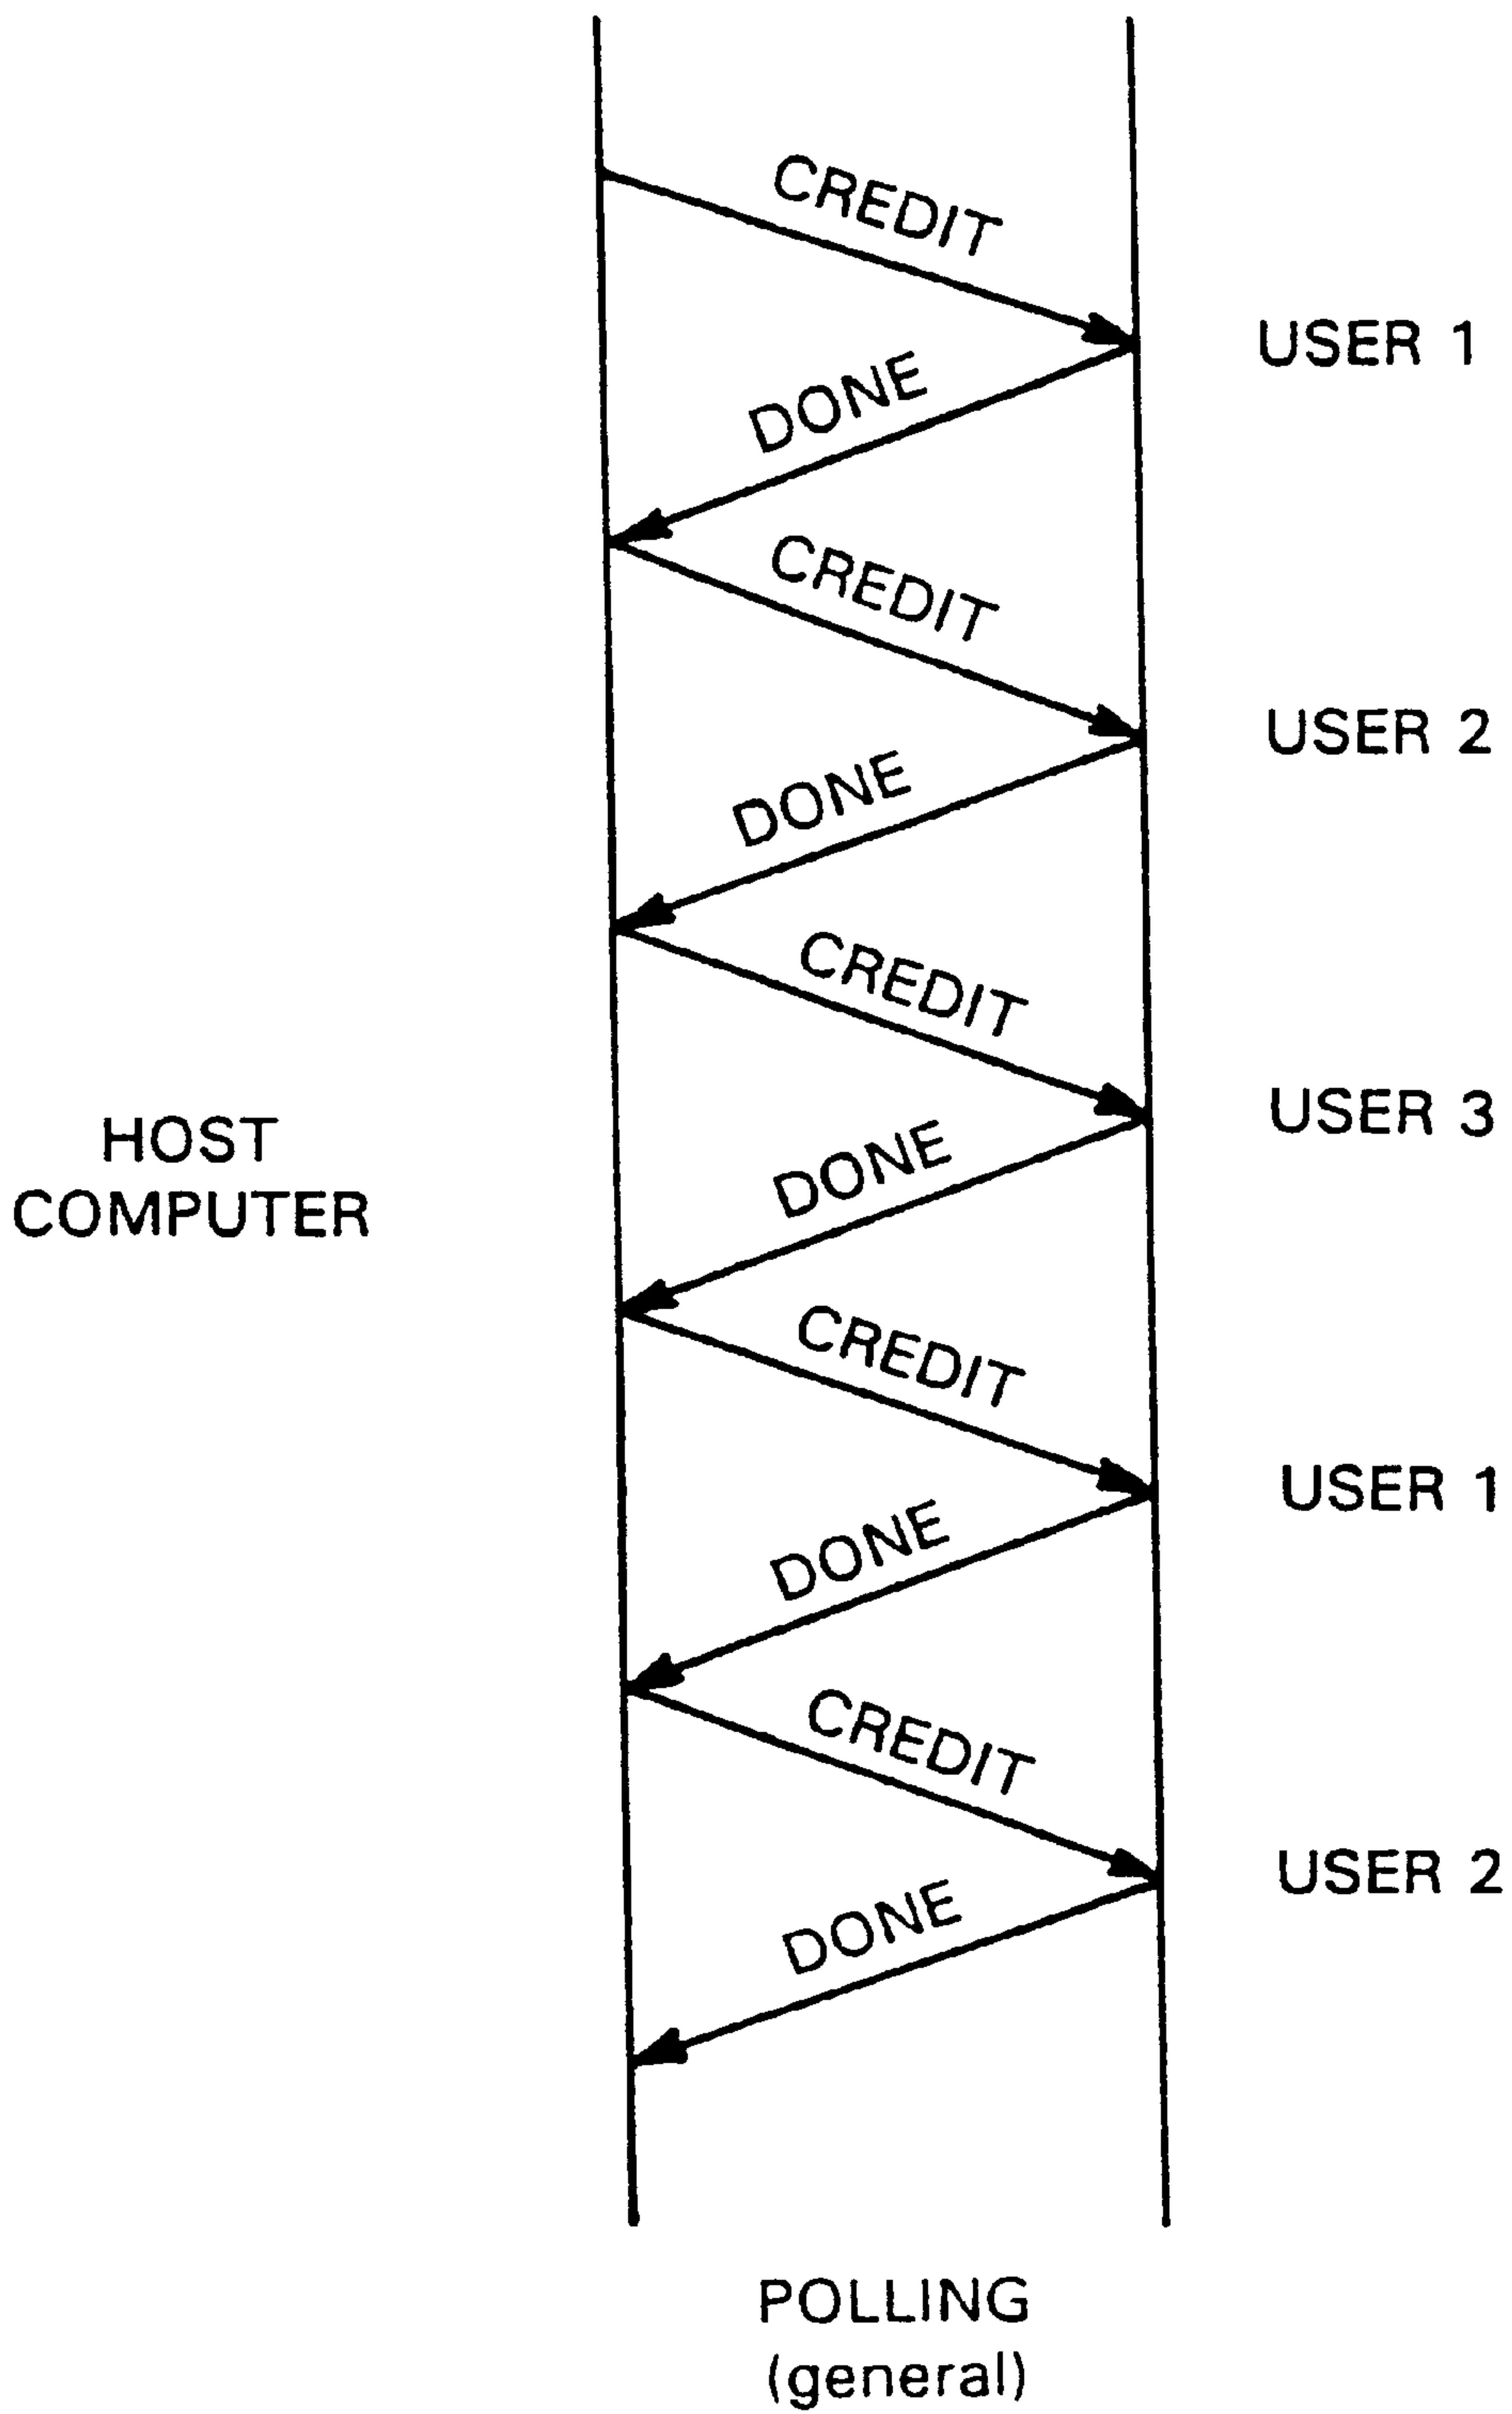 CREDIT
USER 1
DONE
CREDIT
USER 2
DONE
CREDIT
USER 3
DONE
HOST
COMPUTER
CREDIT
USER 1
DONE
CREDIT
USER 2
DONE
POLLING
(general)